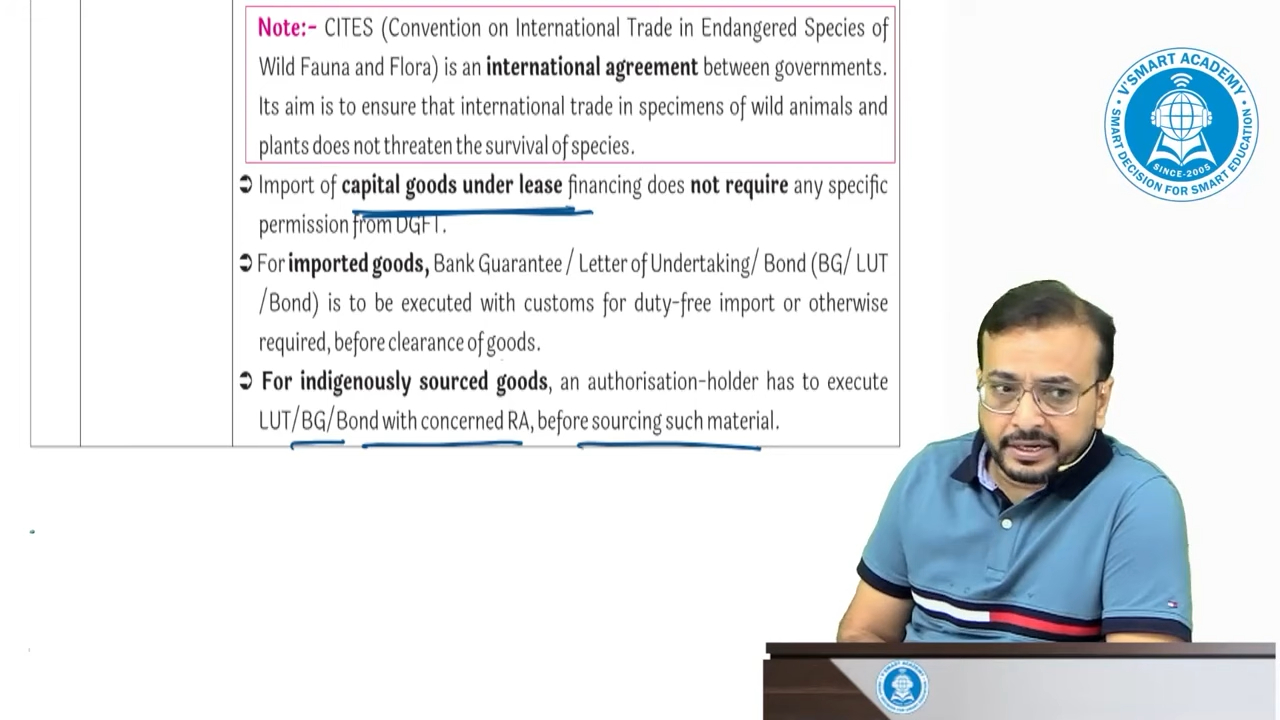 Note:- CITES (Convention on International Trade in Endangered Species of
Wild Fauna and Flora) is an international agreement between governments.
Its aim is to ensure that international trade in specimens of wild animals and
plants does not threaten the survival of species.
➲ Import of capital goods under lease financing does not require any specific
permission from DGFT.
➲ For imported goods, Bank Guarantee / Letter of Undertaking/ Bond (BG/ LUT
/Bond) is to be executed with customs for duty-free import or otherwise
required, before clearance of goods.
➲ For indigenously sourced goods, an authorisation-holder has to execute
LUT/BG/Bond with concerned RA, before sourcing such material.
V'SMART ACADEMY
SINCE-2005
SMART DECISION FOR SMART EDUCATION
V'SMART ACADEMY